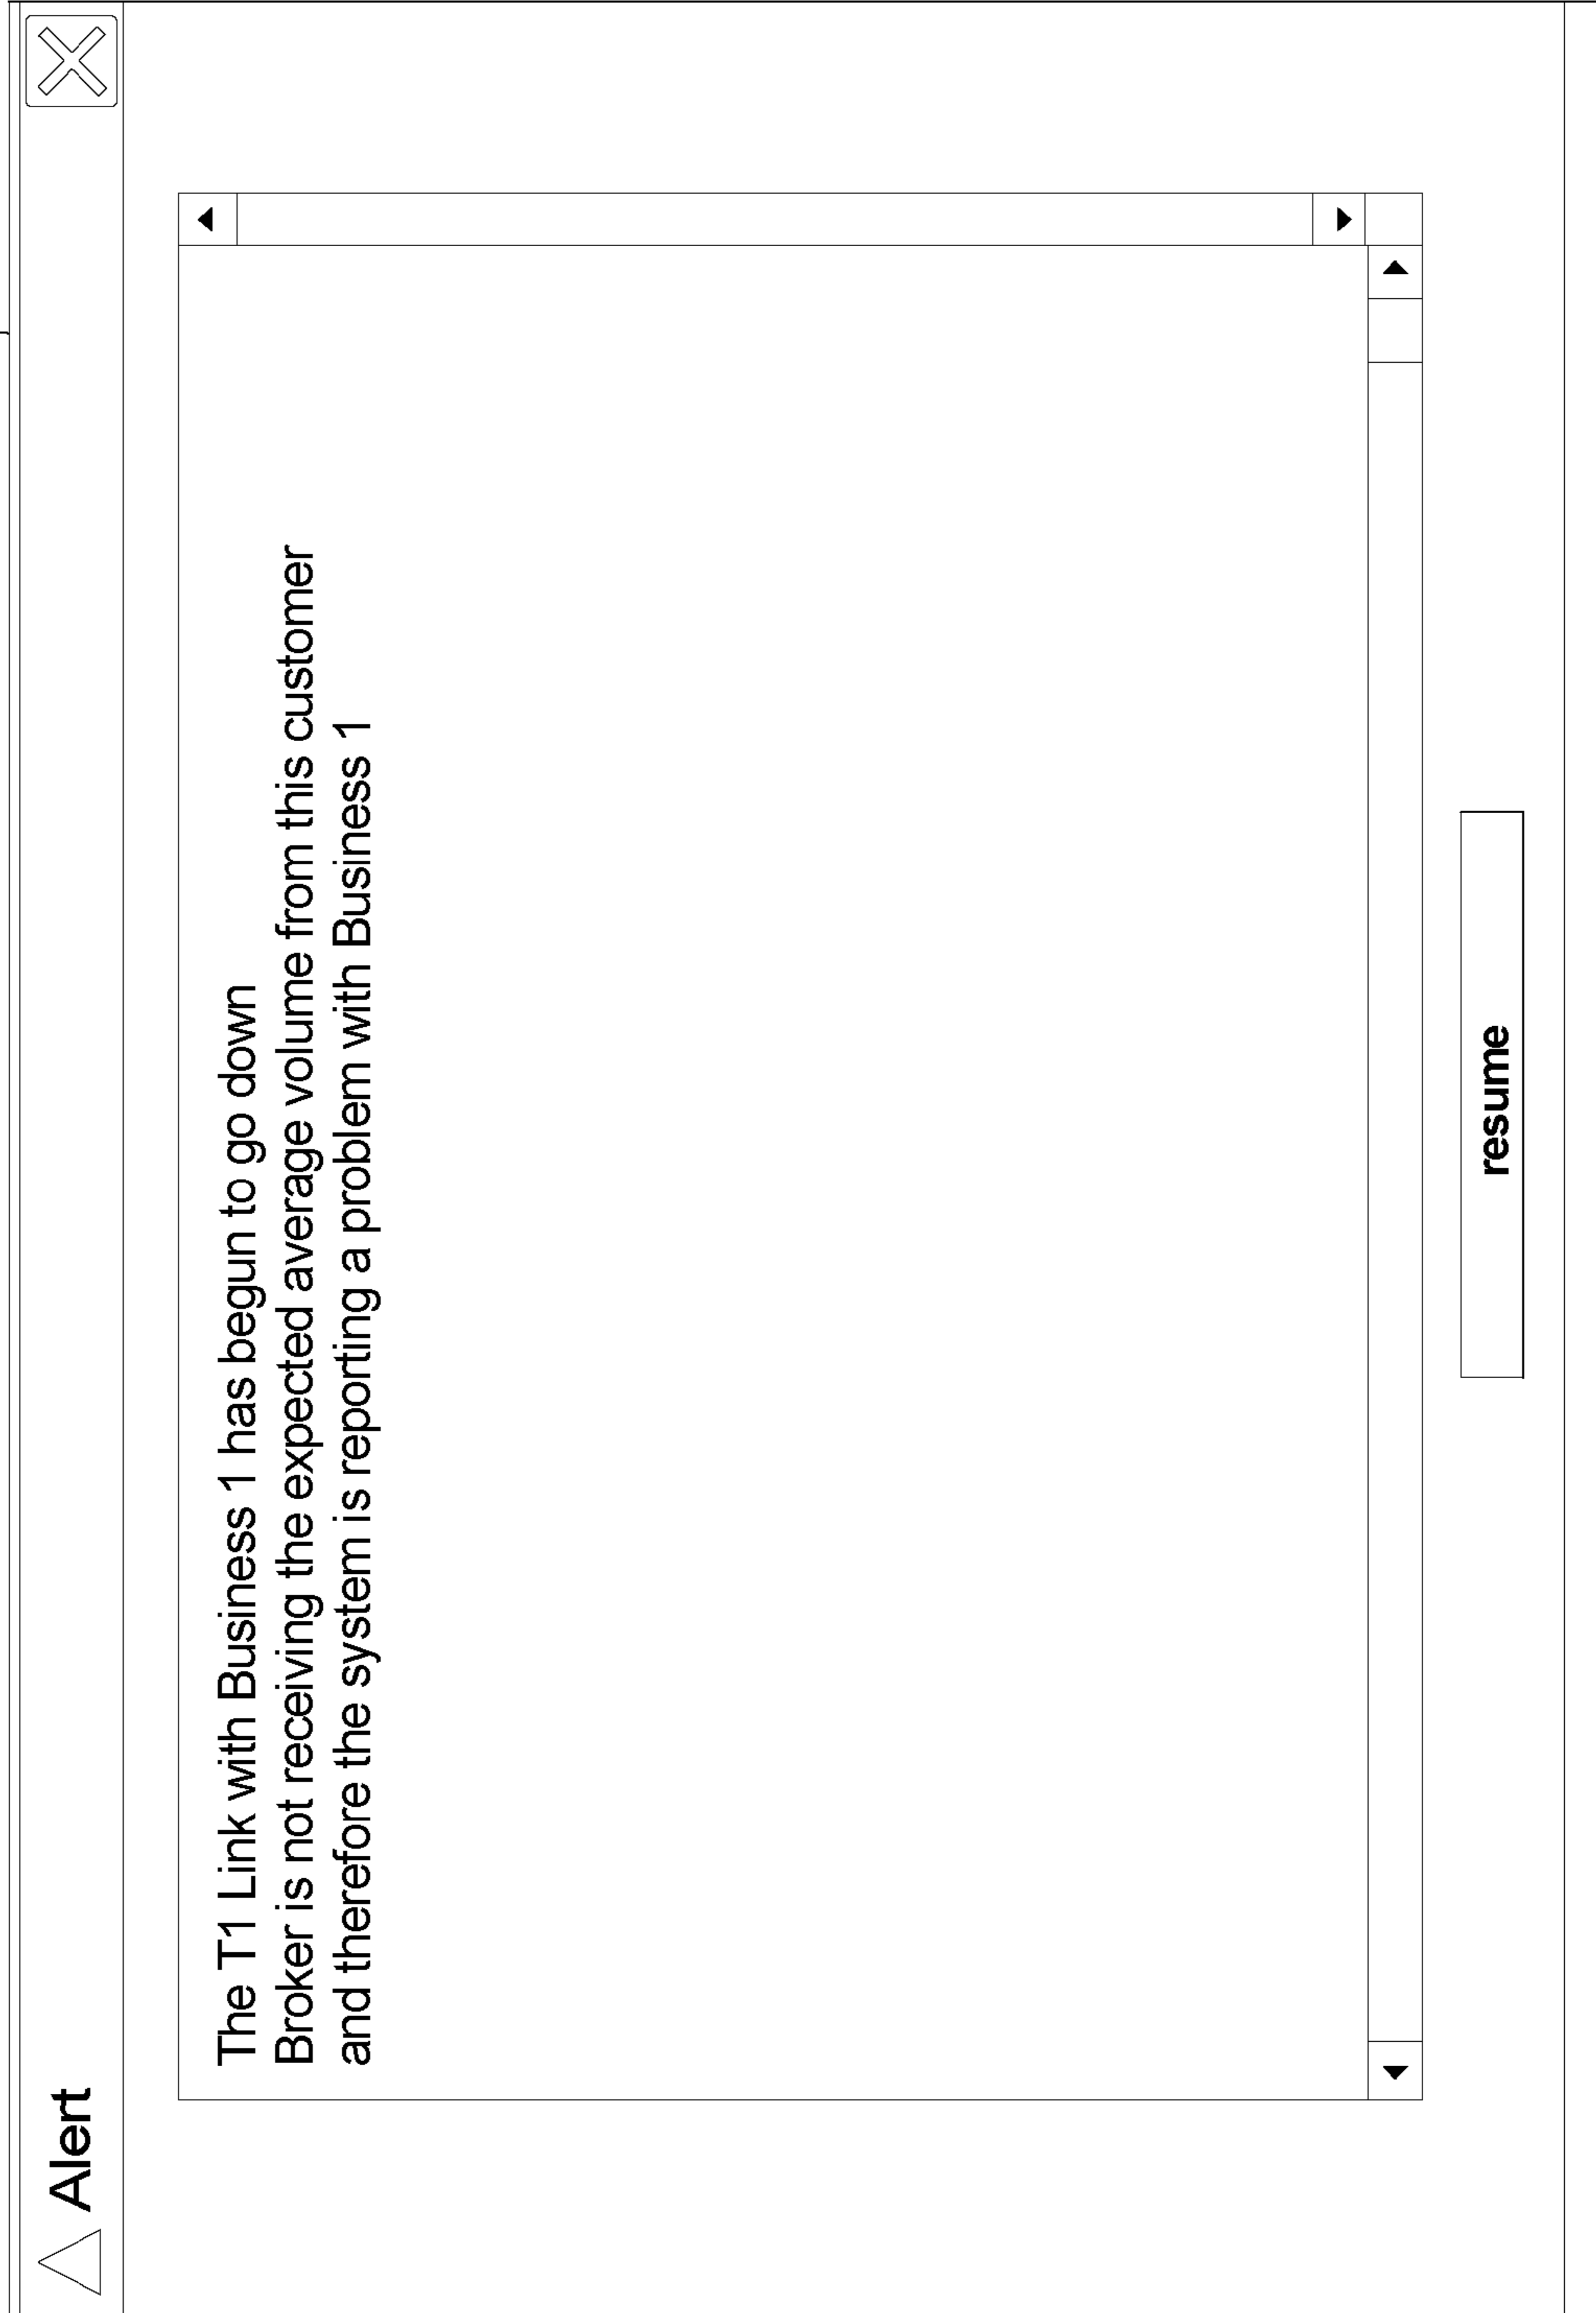 Alert
The T1 Link with Business 1 has begun to go down
Broker is not receiving the expected average volume from this customer
and therefore the system is reporting a problem with Business 1
resume